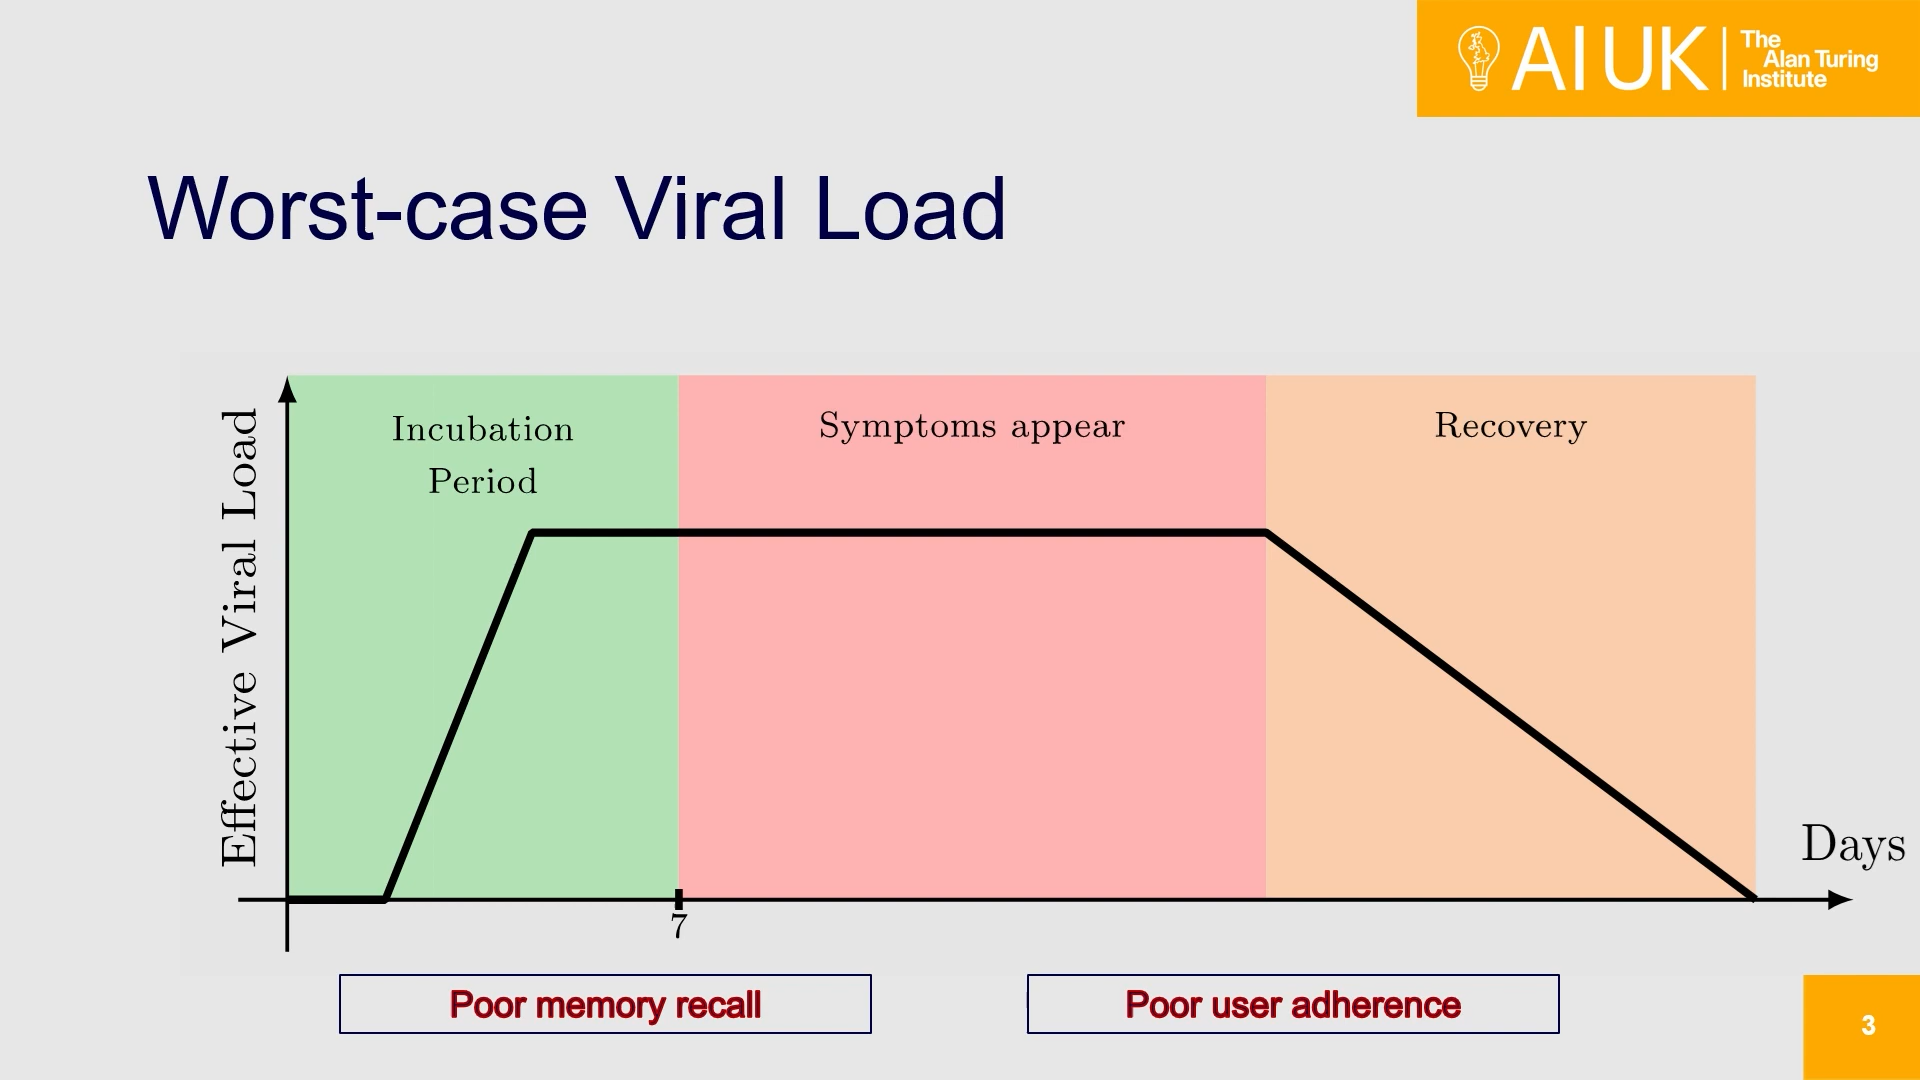 AI UK
The
Alan Turing
Institute
Worst-case Viral Load
Effective Viral Load
Incubation
Period
Symptoms appear
Recovery
Days
7
Poor memory recall
Poor user adherence
3